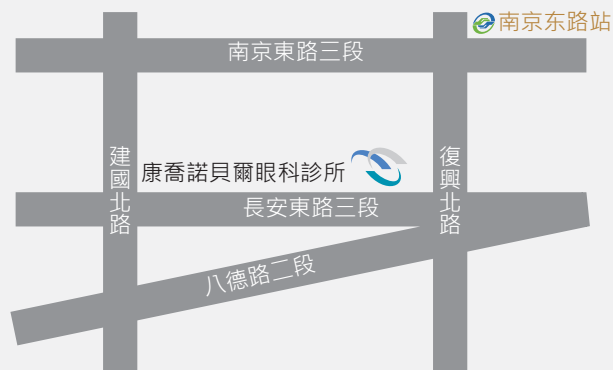 南京东路站
南京東路三段
建國北路
復興北路
康喬諾貝爾眼科診所
長安東路三段
八德路二段